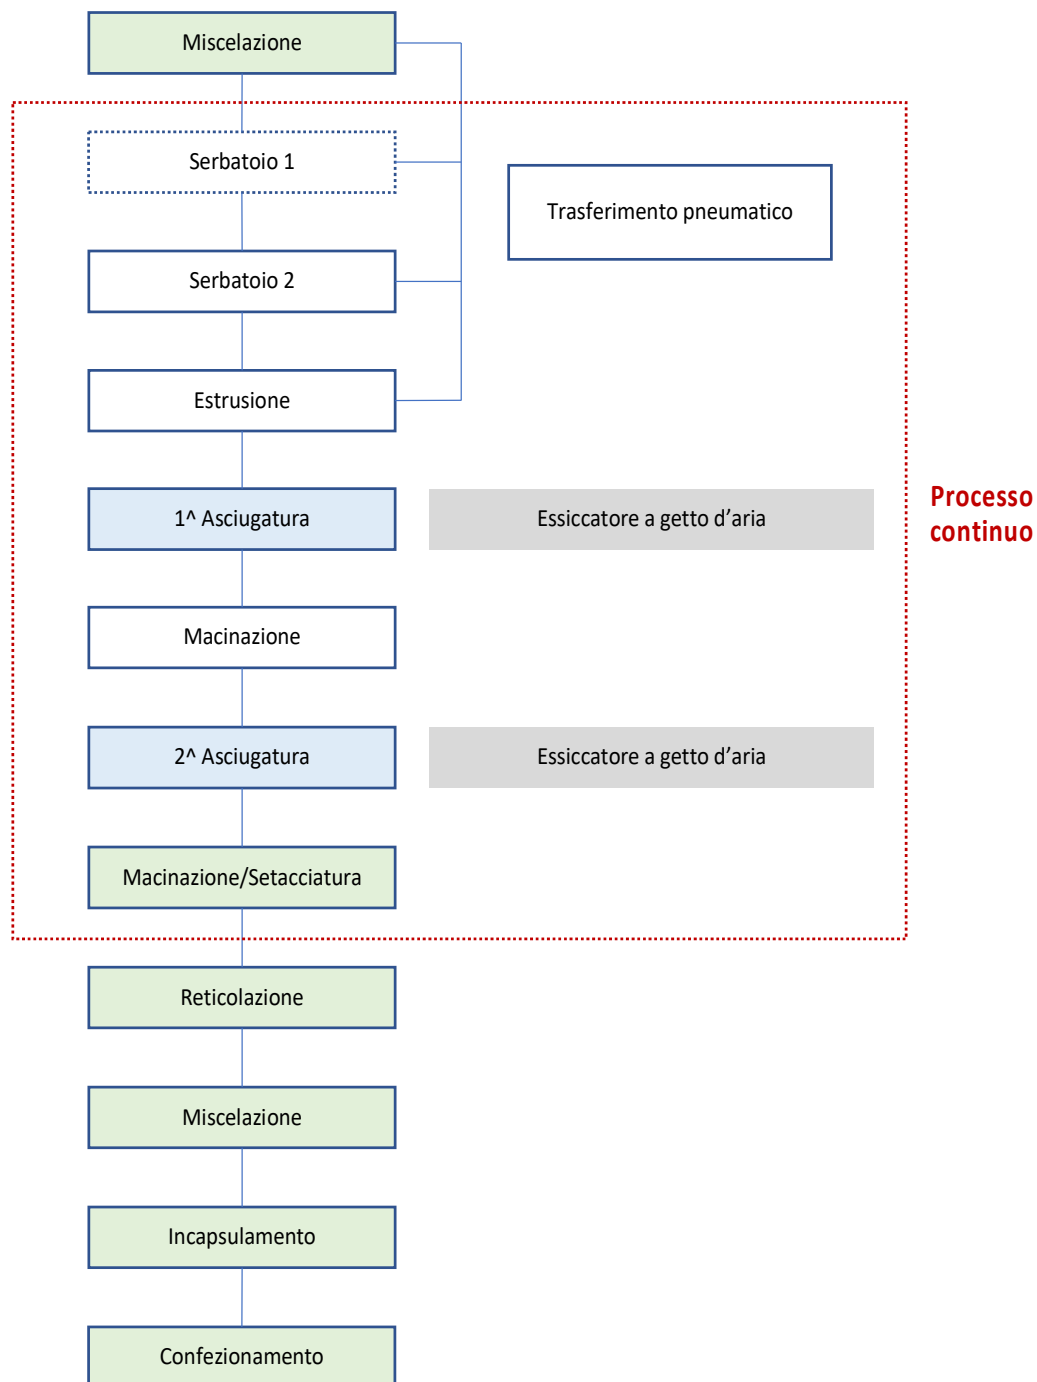 Miscelazione
Serbatoio 1
Trasferimento pneumatico
Serbatoio 2
Estrusione
1^ Asciugatura
Essiccatore a getto d’aria
Processo
continuo
Macinazione
2^ Asciugatura
Essiccatore a getto d’aria
Macinazione/Setacciatura
Reticolazione
Miscelazione
Incapsulamento
Confezionamento